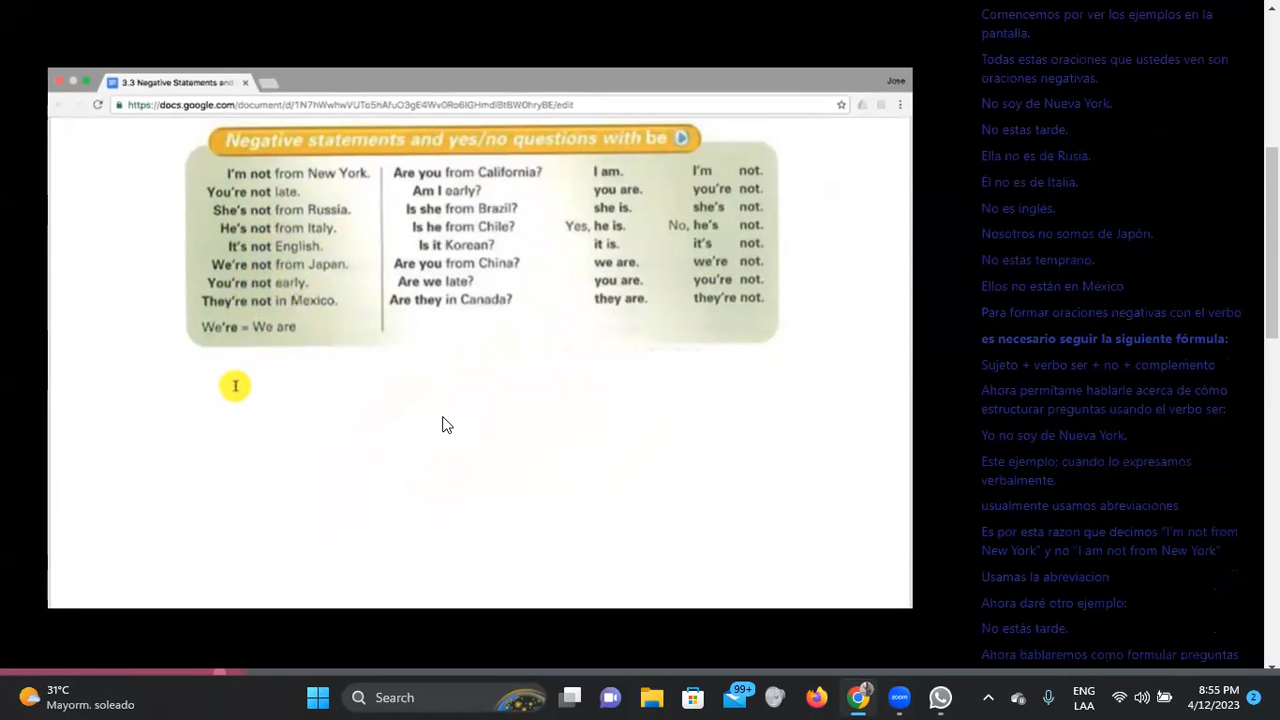 3.3 Negative Statements and
Jose
https://docs.google.com/document/d/1N7hWwhwVUTo5hAfuO3gE4Wv0Ro6IGHmdl8tBW0hryBE/edit
Negative statements and yes/no questions with be
I'm not from New York. Are you from California? I am. I'm not.
You're not late. Am I early? you are. you're not.
She's not from Russia. Is she from Brazil? she is. she's not.
He's not from Italy. Is he from Chile? Yes, he is. No, he's not.
It's not English. Is it Korean? it is. it's not.
We're not from Japan. Are you from China? we are. we're not.
You're not early. Are we late? you are. you're not.
They're not in Mexico. Are they in Canada? they are. they're not.
We're = We are
Comencemos por ver los ejemplos en la
pantalla.
Todas estas oraciones que ustedes ven son
oraciones negativas.
No soy de Nueva York.
No estas tarde.
Ella no es de Rusia.
Él no es de Italia.
No es inglés.
Nosotros no somos de Japón.
No estas temprano.
Ellos no están en México
Para formar oraciones negativas con el verbo
es necesario seguir la siguiente fórmula:
Sujeto + verbo ser + no + complemento
Ahora permítame hablarle acerca de cómo
estructurar preguntas usando el verbo ser:
Yo no soy de Nueva York.
Este ejemplo: cuando lo expresamos
verbalmente.
usualmente usamos abreviaciones
Es por esta razon que decimos "I'm not from
New York" y no "I am not from New York"
Usamas la abreviacion
Ahora daré otro ejemplo:
No estás tarde.
Ahora hablaremos como formular preguntas
31°C
Mayorm. soleado
Search
99+
ENG
LAA
8:55 PM
4/12/2023
2